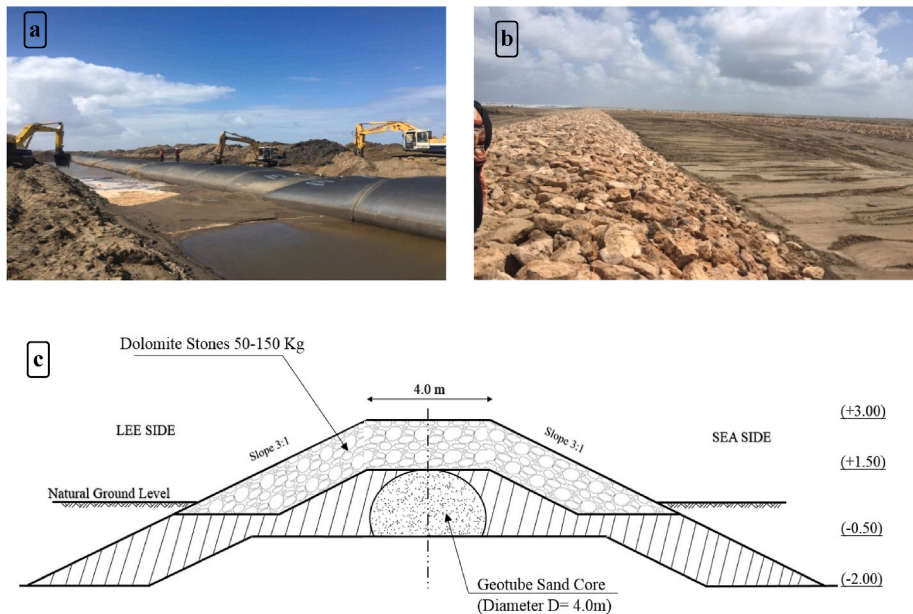 a
b
c
Dolomite Stones 50-150 Kg
4.0 m
(+3.00)
LEE SIDE
Slope 3:1
Slope 3:1
SEA SIDE
(+1.50)
Natural Ground Level
(-0.50)
(-2.00)
Geotube Sand Core
(Diameter D= 4.0m)